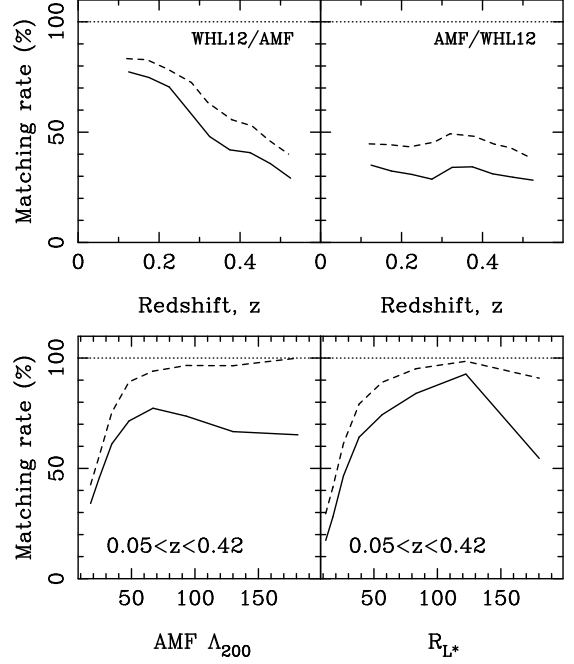 WHL12/AMF
AMF/WHL12
Matching rate (%)
100
50
0
0 0.2 0.4
0 0.2 0.4
Redshift, z
Redshift, z
Matching rate (%)
100
50
0
0.05<z<0.42
0.05<z<0.42
50 100 150
50 100 150
AMF Λ200
RL*